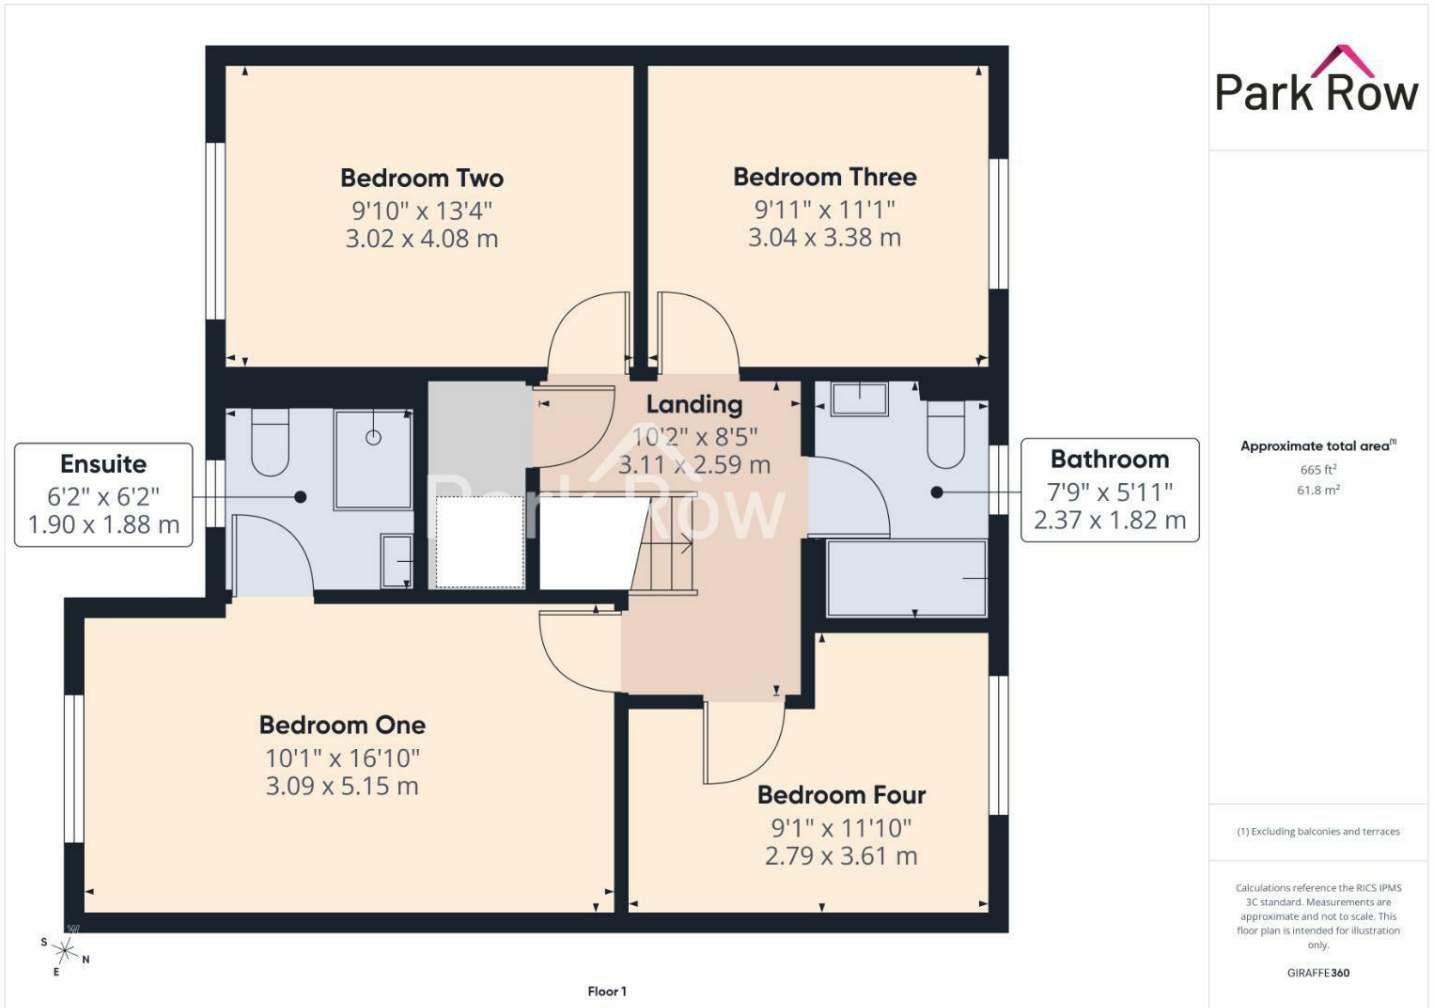 Park Row
Bedroom Two
9'10" x 13'4"
3.02 x 4.08 m
Bedroom Three
9'11" x 11'1"
3.04 x 3.38 m
Landing
10'2" x 8'5"
3.11 x 2.59 m
Park Row
Ensuite
6'2" x 6'2"
1.90 x 1.88 m
Bathroom
7'9" x 5'11"
2.37 x 1.82 m
Bedroom One
10'1" x 16'10"
3.09 x 5.15 m
Bedroom Four
9'1" x 11'10"
2.79 x 3.61 m
W
S
N
E
Floor 1
Approximate total area(1)
665 ft²
61.8 m²
(1) Excluding balconies and terraces
Calculations reference the RICS IPMS
3C standard. Measurements are
approximate and not to scale. This
floor plan is intended for illustration
only.
GIRAFFE360